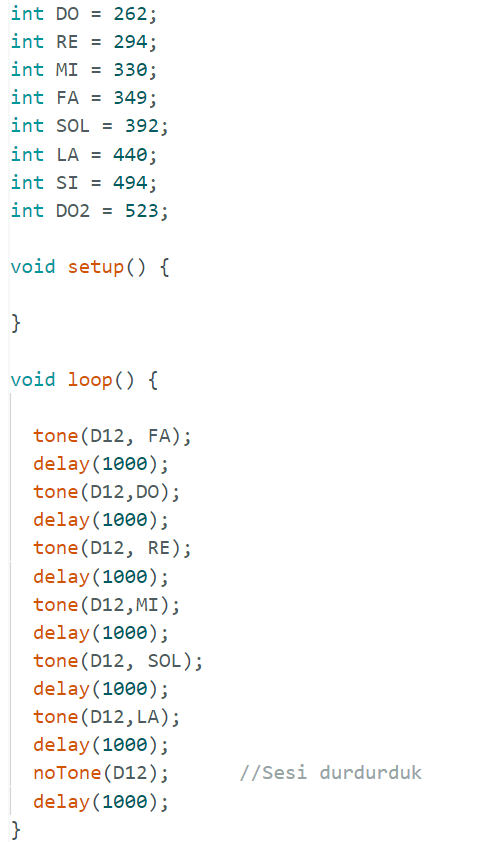 int DO = 262;
int RE = 294;
int MI = 330;
int FA = 349;
int SOL = 392;
int LA = 440;
int SI = 494;
int DO2 = 523;

void setup() {

}

void loop() {

  tone(D12, FA);
  delay(1000);
  tone(D12,DO);
  delay(1000);
  tone(D12, RE);
  delay(1000);
  tone(D12,MI);
  delay(1000);
  tone(D12, SOL);
  delay(1000);
  tone(D12,LA);
  delay(1000);
  noTone(D12);      //Sesi durdurduk
  delay(1000);
}